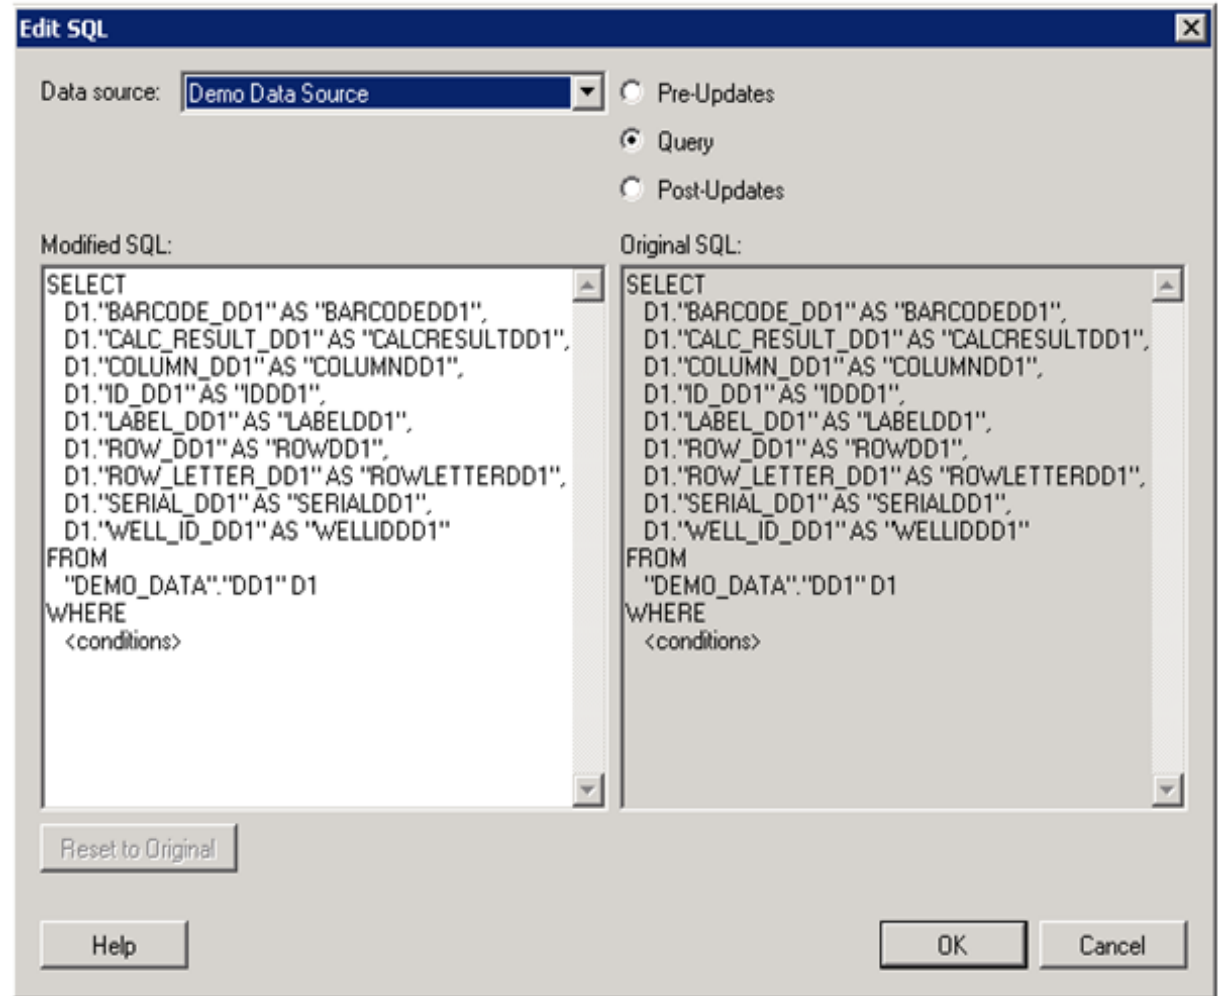 Edit SQL
Data source: Demo Data Source
Pre-Updates
Query
Post-Updates
Modified SQL:
SELECT
D1."BARCODE_DD1" AS "BARCODEDD1",
D1."CALC_RESULT_DD1" AS "CALCRESULTDD1",
D1."COLUMN_DD1" AS "COLUMNDD1",
D1."ID_DD1" AS "IDDD1",
D1."LABEL_DD1" AS "LABELDD1",
D1."ROW_DD1" AS "ROWDD1",
D1."ROW_LETTER_DD1" AS "ROWLETTERDD1",
D1."SERIAL_DD1" AS "SERIALDD1",
D1."WELL_ID_DD1" AS "WELLIDDD1"
FROM
"DEMO_DATA"."DD1" D1
WHERE
<conditions>
Original SQL:
SELECT
D1."BARCODE_DD1" AS "BARCODEDD1",
D1."CALC_RESULT_DD1" AS "CALCRESULTDD1",
D1."COLUMN_DD1" AS "COLUMNDD1",
D1."ID_DD1" AS "IDDD1",
D1."LABEL_DD1" AS "LABELDD1",
D1."ROW_DD1" AS "ROWDD1",
D1."ROW_LETTER_DD1" AS "ROWLETTERDD1",
D1."SERIAL_DD1" AS "SERIALDD1",
D1."WELL_ID_DD1" AS "WELLIDDD1"
FROM
"DEMO_DATA"."DD1" D1
WHERE
<conditions>
Reset to Original
Help
OK
Cancel